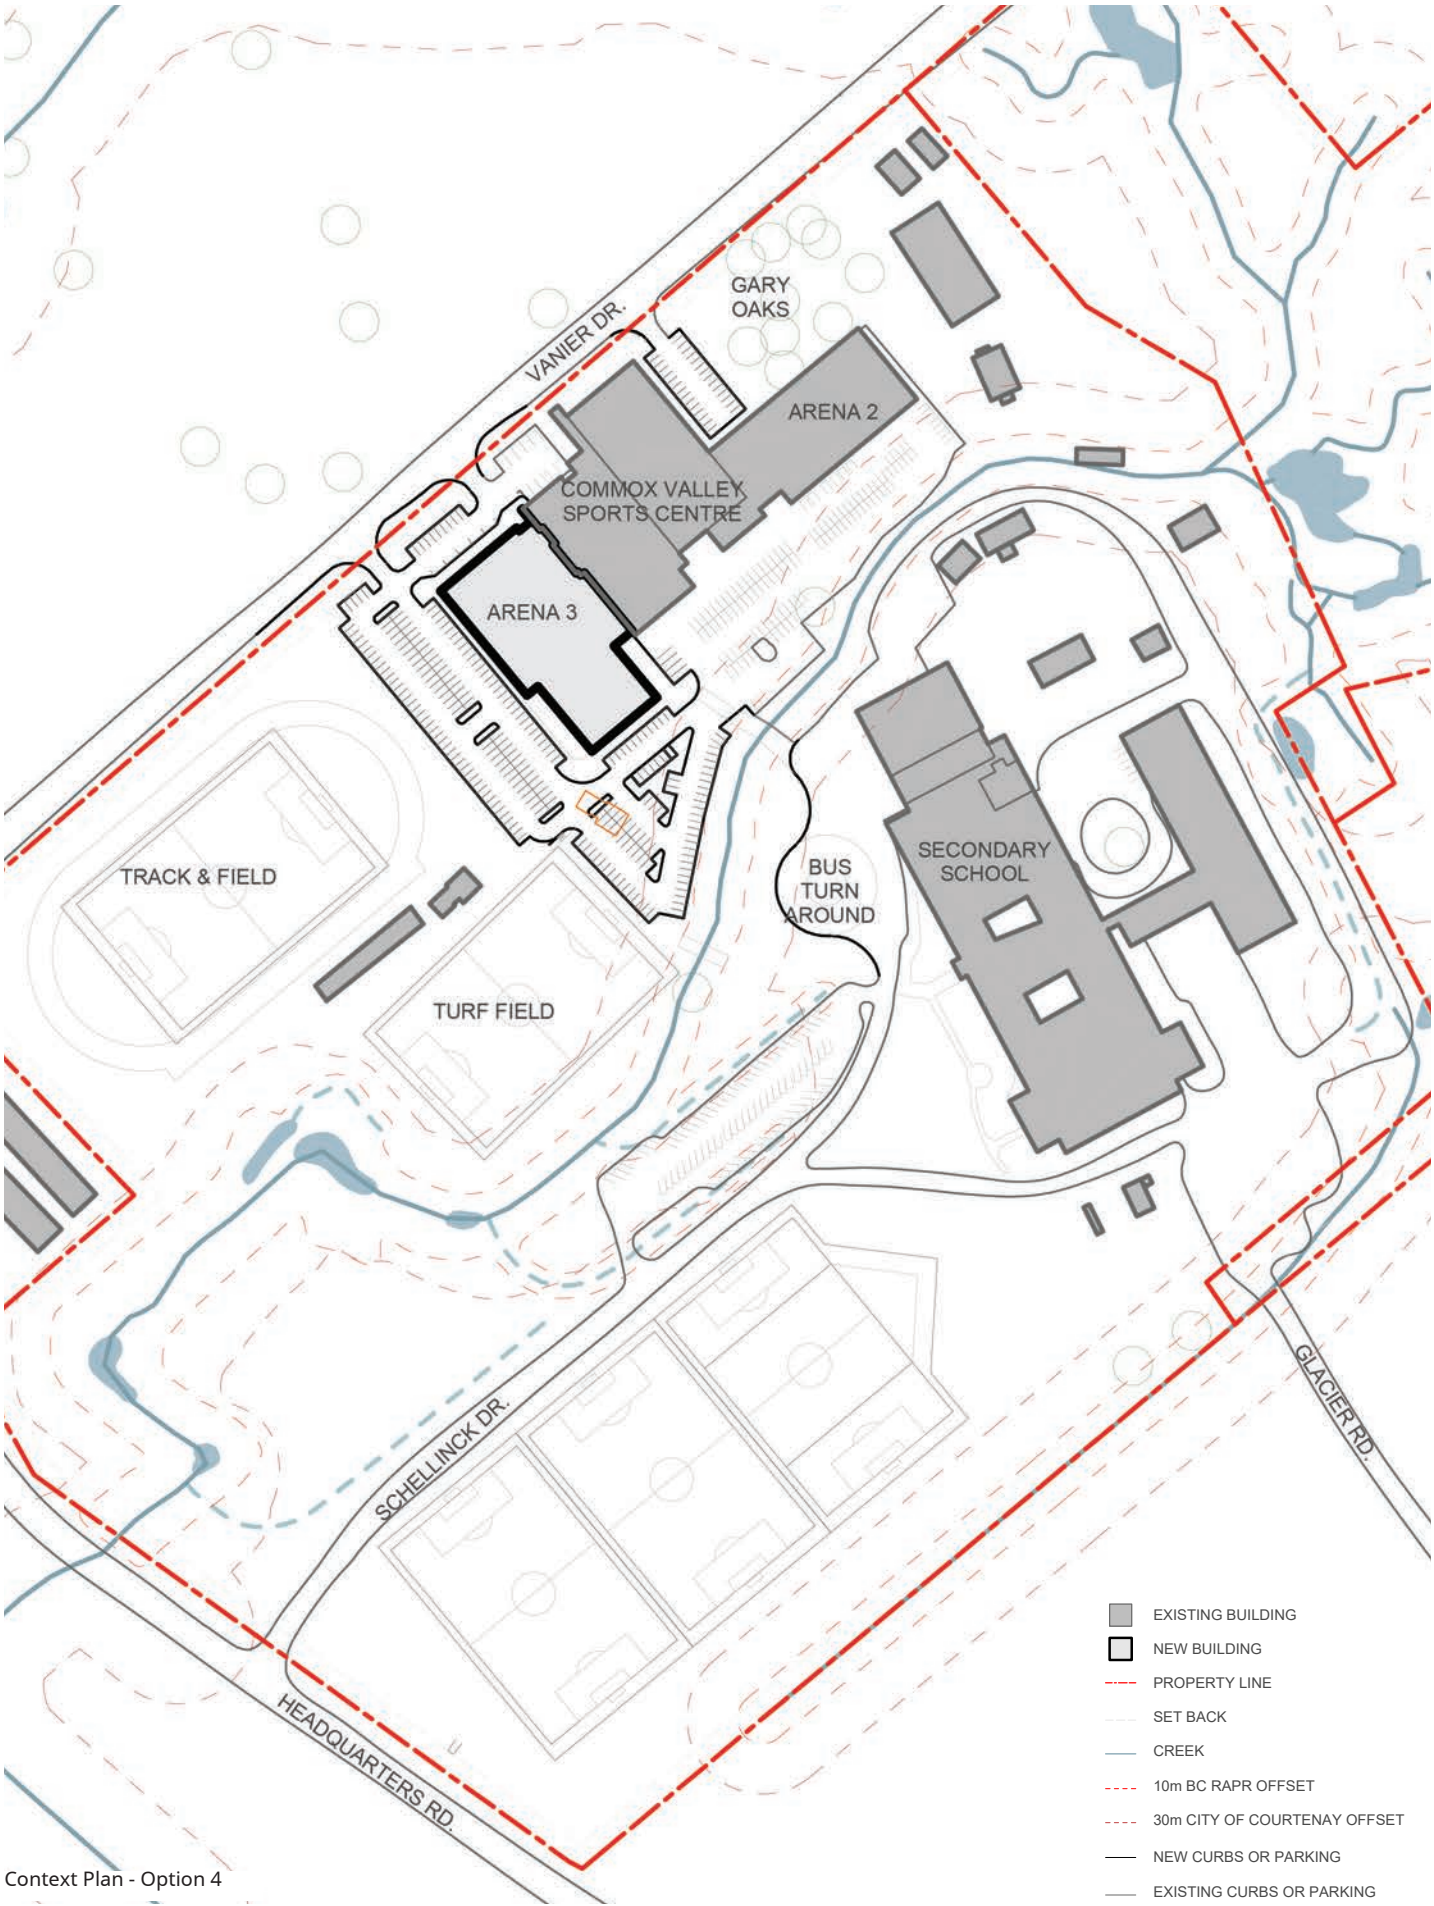 GARY
OAKS
VANIER DR.
ARENA 2
COMMOX VALLEY
SPORTS CENTRE
ARENA 3
TRACK & FIELD
SECONDARY
SCHOOL
BUS
TURN
AROUND
TURF FIELD
SCHELLINCK DR.
GLACIER RD.
HEADQUARTERS RD.
EXISTING BUILDING
NEW BUILDING
PROPERTY LINE
SET BACK
CREEK
10m BC RAPR OFFSET
30m CITY OF COURTENAY OFFSET
NEW CURBS OR PARKING
EXISTING CURBS OR PARKING
Context Plan - Option 4